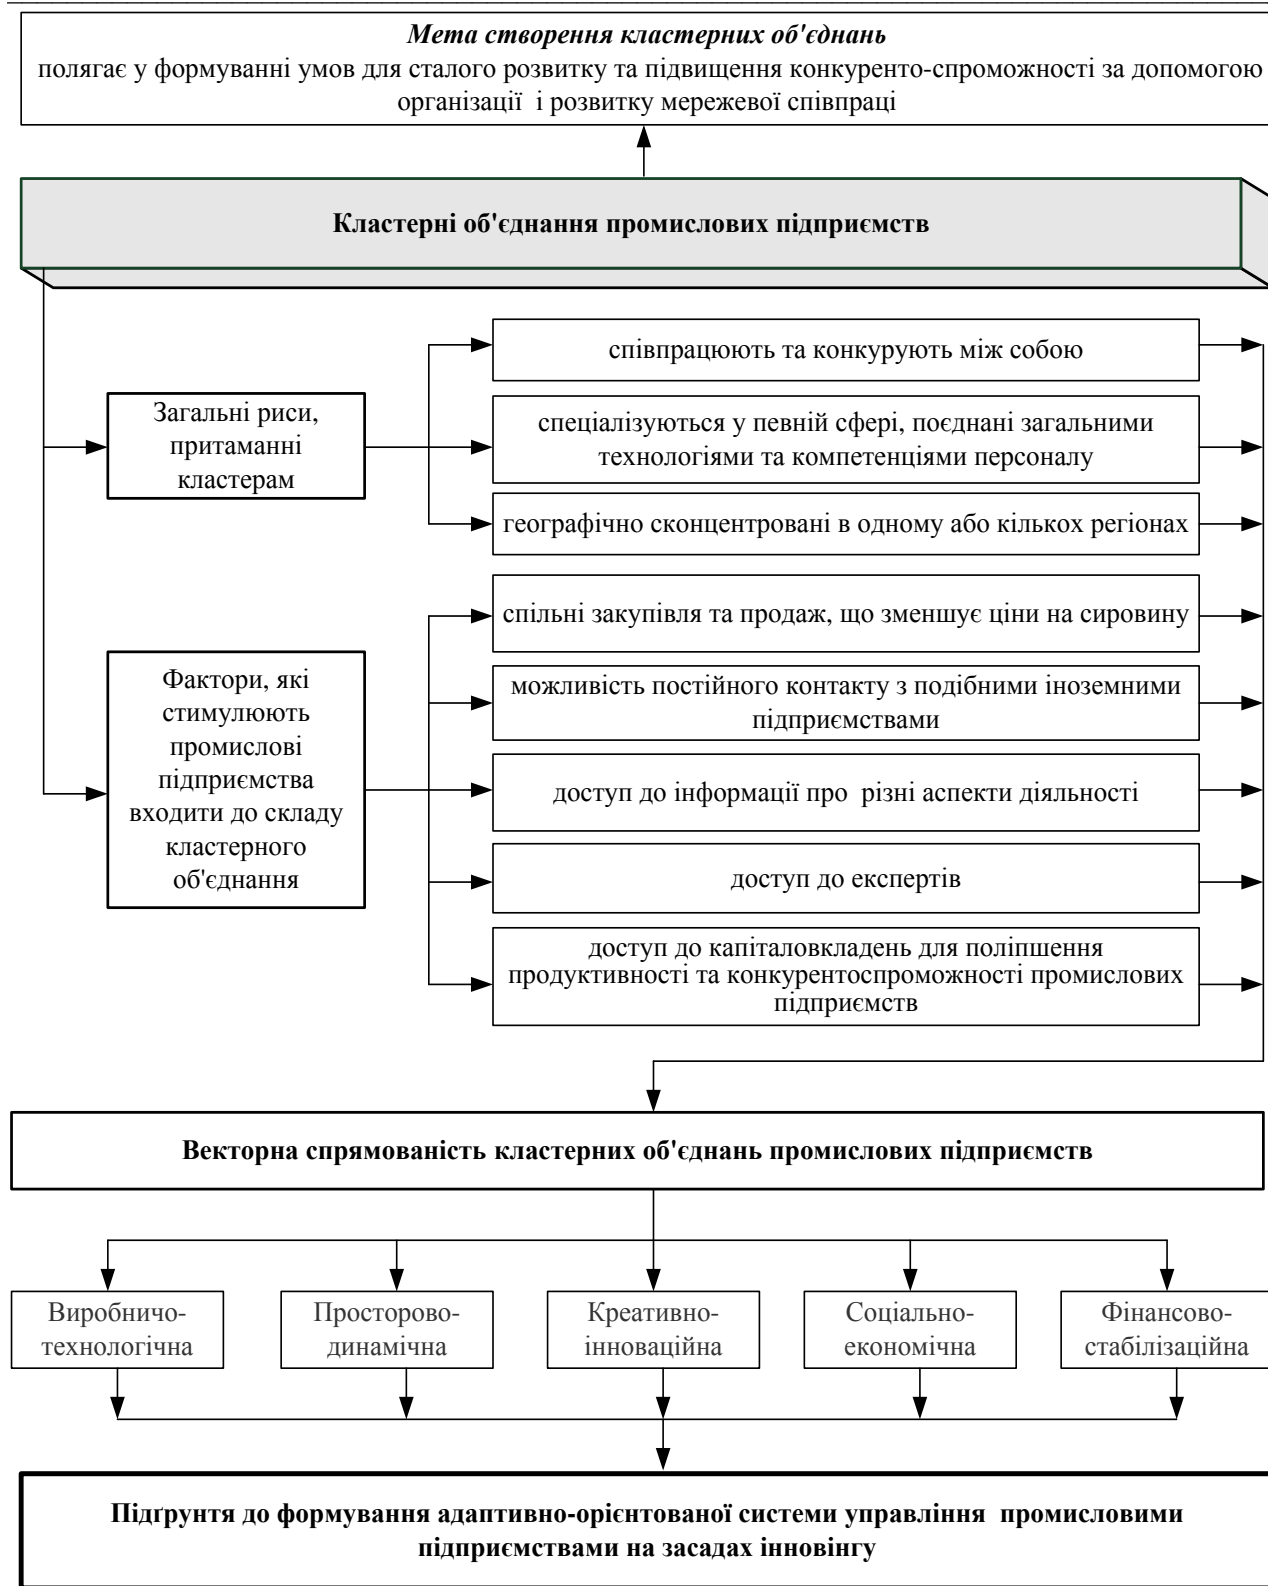 Мета створення кластерних об'єднань
полягає у формуванні умов для сталого розвитку та підвищення конкуренто-спроможності за допомогою
організації і розвитку мережевої співпраці
Кластерні об'єднання промислових підприємств
Загальні риси,
притаманні
кластерам
співпрацюють та конкурують між собою
спеціалізуються у певній сфері, поєднані загальними
технологіями та компетенціями персоналу
географічно сконцентровані в одному або кількох регіонах
Фактори, які
стимулюють
промислові
підприємства
входити до складу
кластерного
об'єднання
спільні закупівля та продаж, що зменшує ціни на сировину
можливість постійного контакту з подібними іноземними
підприємствами
доступ до інформації про різні аспекти діяльності
доступ до експертів
доступ до капіталовкладень для поліпшення
продуктивності та конкурентоспроможності промислових
підприємств
Векторна спрямованість кластерних об'єднань промислових підприємств
Виробничо-
технологічна
Просторово-
динамічна
Креативно-
інноваційна
Соціально-
економічна
Фінансово-
стабілізаційна
Підґрунтя до формування адаптивно-орієнтованої системи управління промисловими
підприємствами на засадах інновінгу